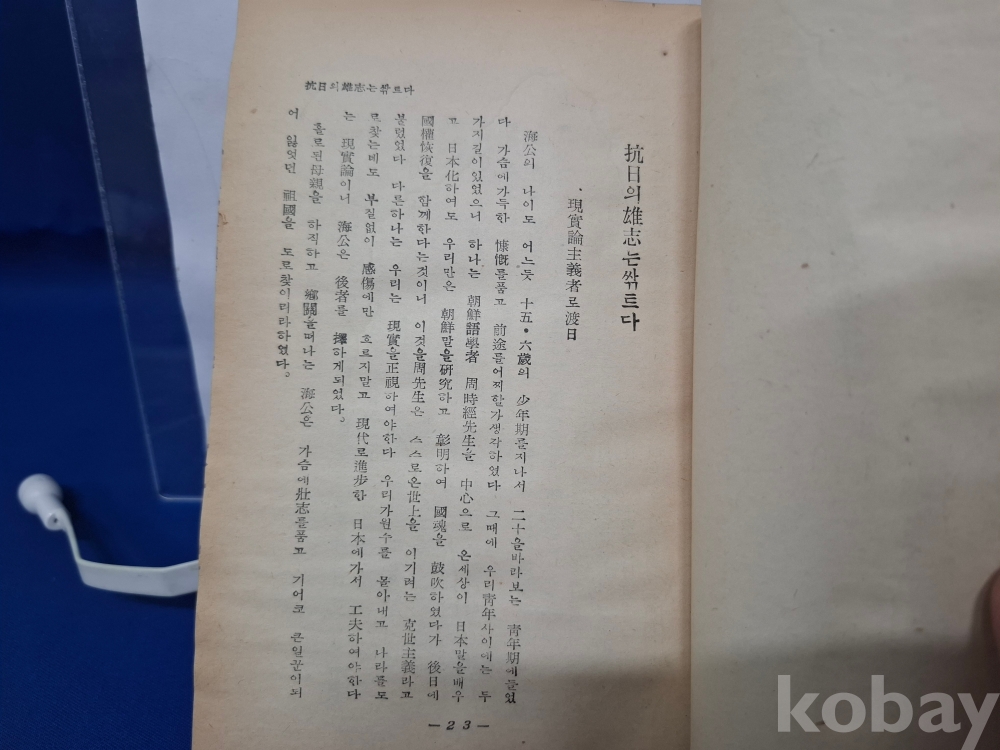 抗日의雄志는싺트다
抗日의雄志는싺트다
·現實論主義者로渡日
海公의 나이도 어느듯 十五·六歲의 少年期를지나서 二十을바라보는 靑年期에들었
다 가슴에가득한 慷慨를품고 前途를어찌할가생각하였다 그때에 우리靑年사이에는 두
가지길이있었으니 하나는 朝鮮語學者 周時經先生을 中心으로 온세상이 日本말을배우
고 日本化하여도 우리만은 朝鮮말을硏究하고 彰明하여 國魂을 鼓吹하였다가 後日에
國權恢復을 함께한다는것이니 이것을周先生은 스스로온世上을 이기려는 克世主義라고
불렀었다 다른하나는 우리는 現實을正視하여야한다 우리가원수를 몰아내고 나라를도
로찾는데도 부질없이 感傷에만 흐르지말고 現代로進步한 日本에가서 工夫하여야한다
는 現實論이니 海公은 後者를 擇하게되었다。
홀로된母親을 하직하고 鄕關을떠나는 海公은 가슴에壯志를품고 기어코 큰일꾼이되
어 잃엇던 祖國을 도로찾이리라하였다。
—23—
kobay